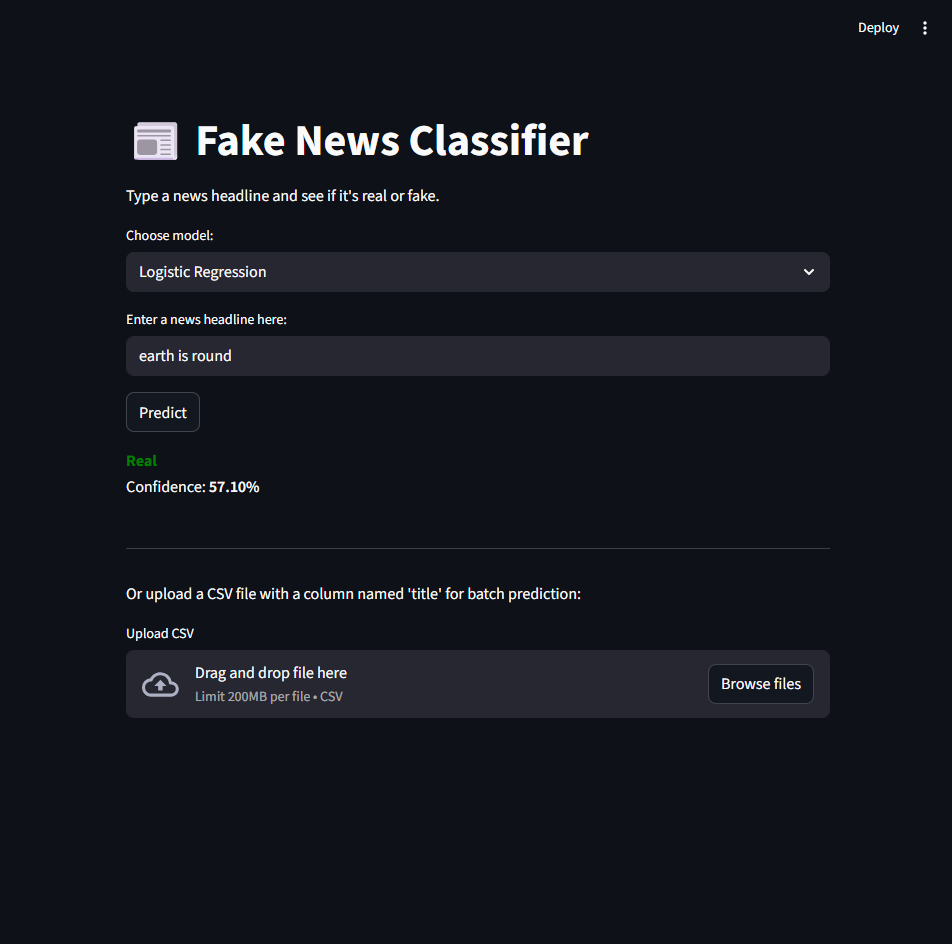 Deploy
Fake News Classifier
Type a news headline and see if it's real or fake.
Choose model:
Logistic Regression
Enter a news headline here:
earth is round
Predict
Real
Confidence: 57.10%
Or upload a CSV file with a column named 'title' for batch prediction:
Upload CSV
Drag and drop file here
Limit 200MB per file • CSV
Browse files